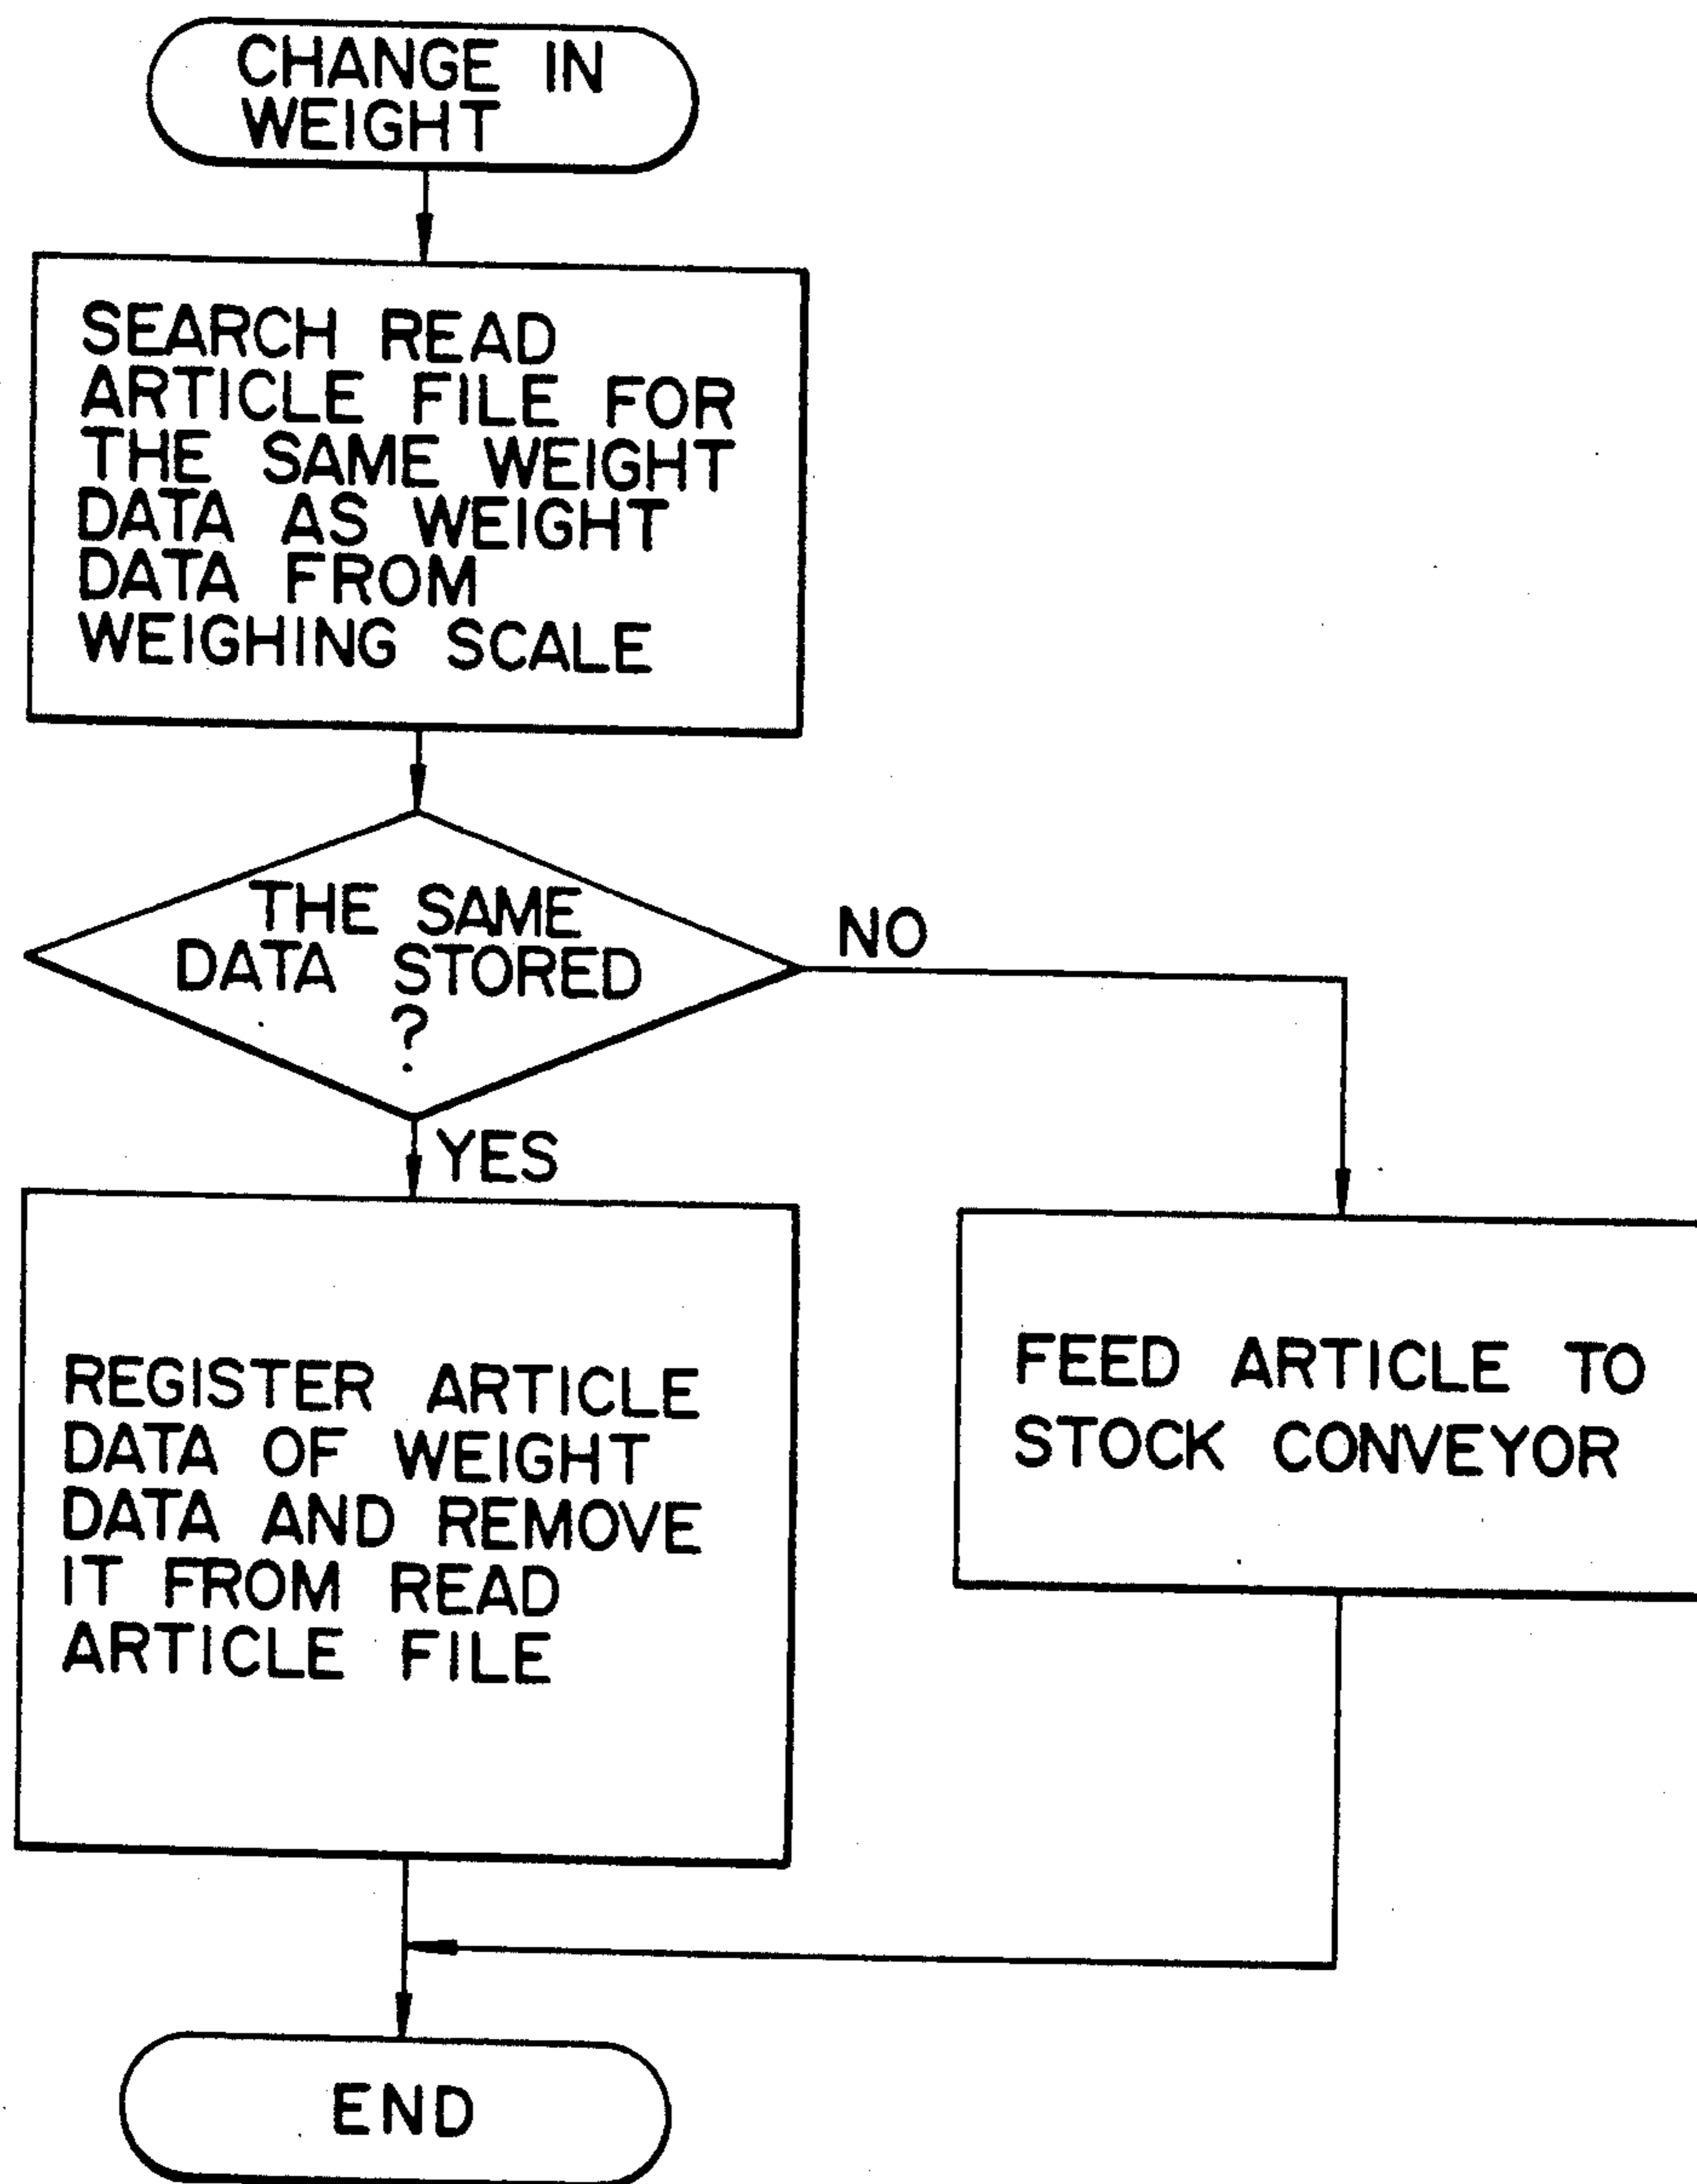 CHANGE IN
WEIGHT
SEARCH READ
ARTICLE FILE FOR
THE SAME WEIGHT
DATA AS WEIGHT
DATA FROM
WEIGHING SCALE
THE SAME
DATA STORED
?
NO
YES
REGISTER ARTICLE
DATA OF WEIGHT
DATA AND REMOVE
IT FROM READ
ARTICLE FILE
FEED ARTICLE TO
STOCK CONVEYOR
END